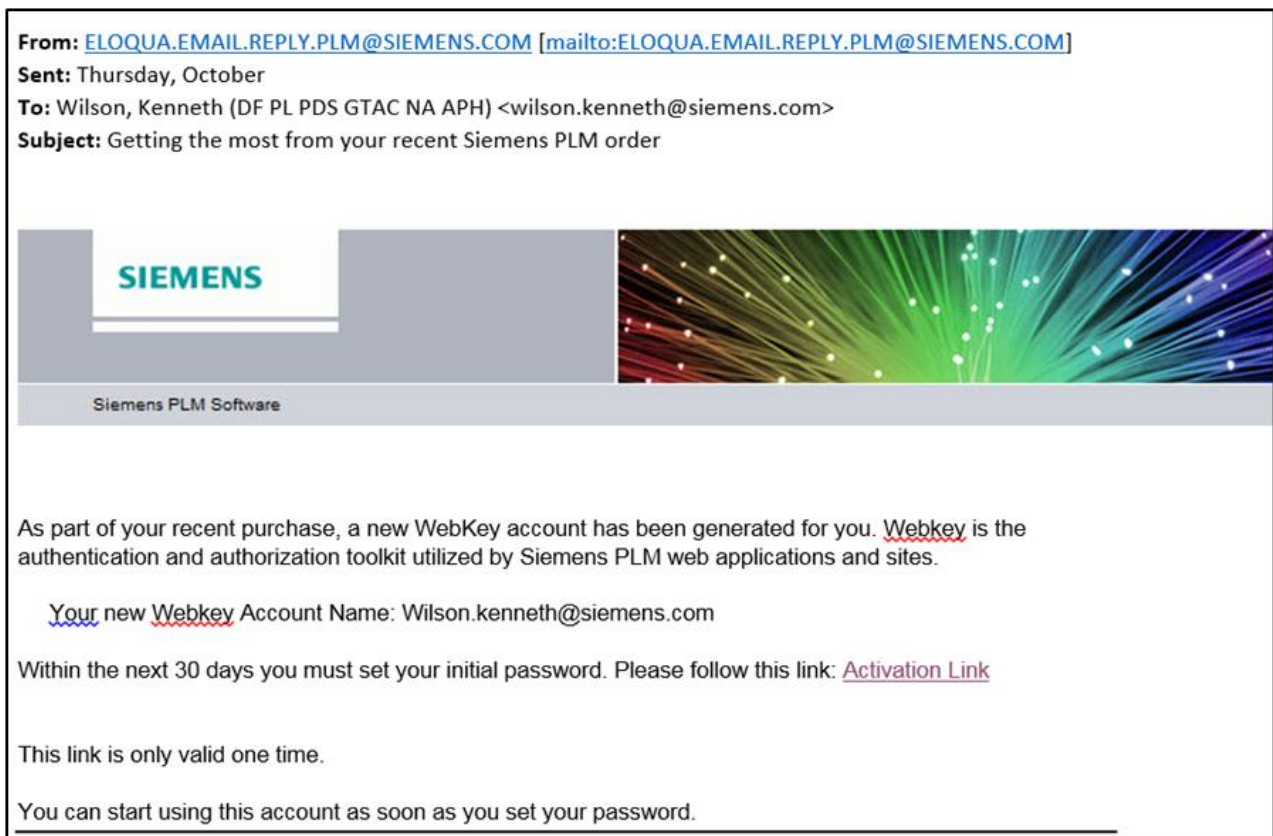 From: ELOQUA.EMAIL.REPLY.PLM@SIEMENS.COM [mailto:ELOQUA.EMAIL.REPLY.PLM@SIEMENS.COM]
Sent: Thursday, October
To: Wilson, Kenneth (DF PL PDS GTAC NA APH) <wilson.kenneth@siemens.com>
Subject: Getting the most from your recent Siemens PLM order
SIEMENS
Siemens PLM Software
As part of your recent purchase, a new WebKey account has been generated for you. Webkey is the
authentication and authorization toolkit utilized by Siemens PLM web applications and sites.
Your new Webkey Account Name: Wilson.kenneth@siemens.com
Within the next 30 days you must set your initial password. Please follow this link: Activation Link
This link is only valid one time.
You can start using this account as soon as you set your password.